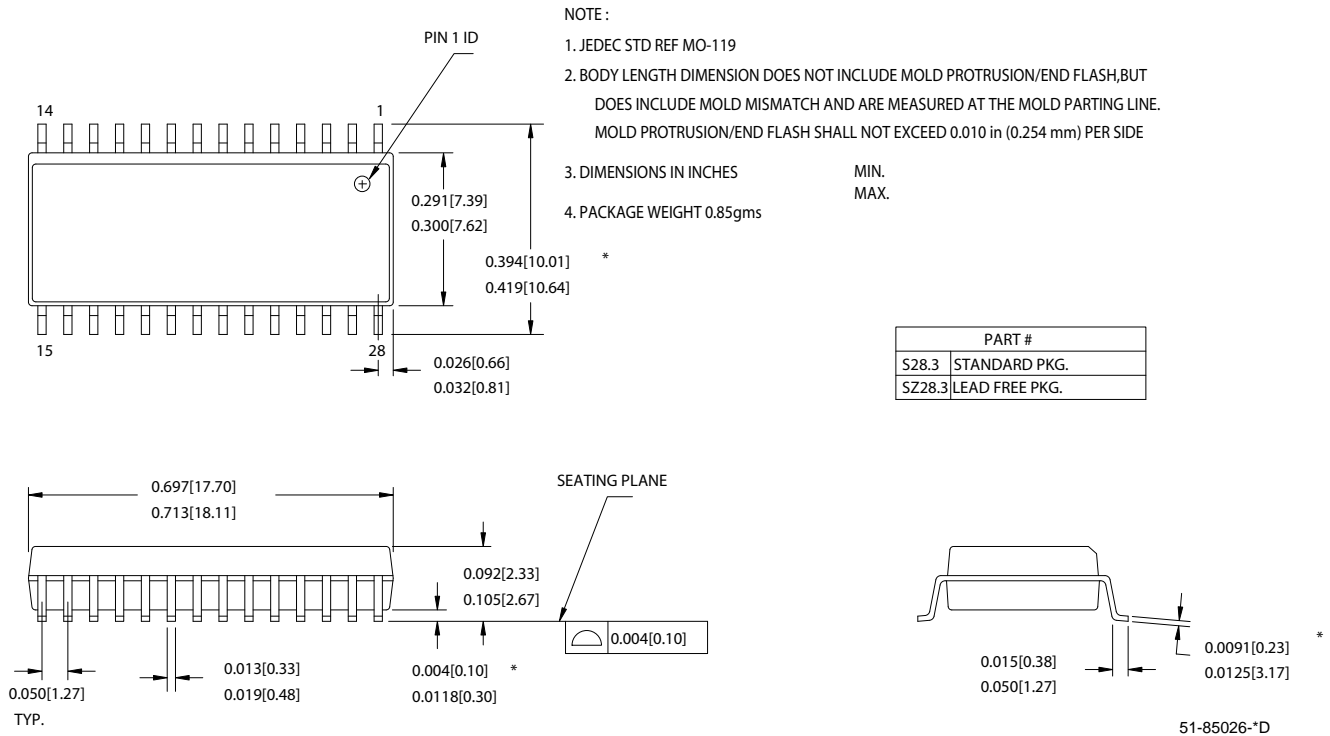 NOTE :
1. JEDEC STD REF MO-119
2. BODY LENGTH DIMENSION DOES NOT INCLUDE MOLD PROTRUSION/END FLASH,BUT
DOES INCLUDE MOLD MISMATCH AND ARE MEASURED AT THE MOLD PARTING LINE.
MOLD PROTRUSION/END FLASH SHALL NOT EXCEED 0.010 in (0.254 mm) PER SIDE
3. DIMENSIONS IN INCHES MIN.
MAX.
4. PACKAGE WEIGHT 0.85gms
PIN 1 ID
14 1
0.291[7.39]
0.300[7.62]
0.394[10.01] *
0.419[10.64]
15 28
0.026[0.66]
0.032[0.81]
PART #
S28.3 STANDARD PKG.
SZ28.3 LEAD FREE PKG.
0.697[17.70]
0.713[18.11]
SEATING PLANE
0.092[2.33]
0.105[2.67]
0.004[0.10]
0.050[1.27]
TYP.
0.013[0.33]
0.019[0.48]
0.004[0.10] *
0.0118[0.30]
0.015[0.38]
0.050[1.27]
0.0091[0.23] *
0.0125[3.17]
51-85026-*D